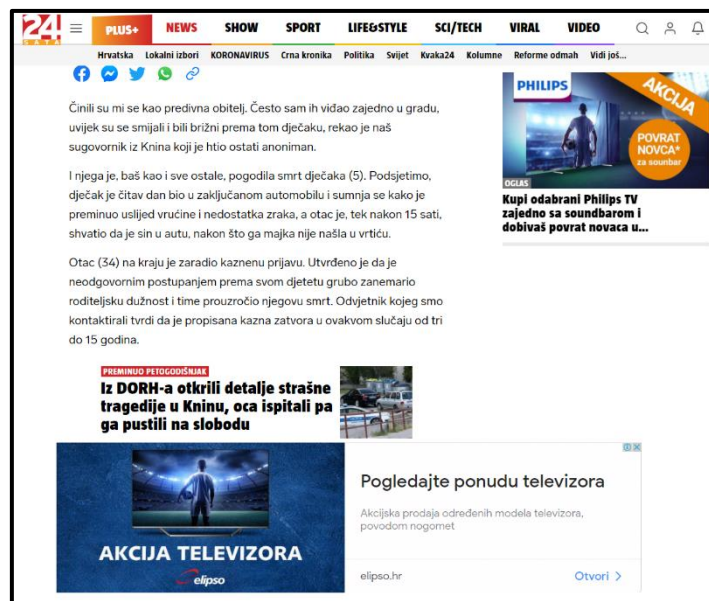 24
SATA
PLUS+ NEWS SHOW SPORT LIFE&STYLE SCI/TECH VIRAL VIDEO
Hrvatska Lokalni izbori KORONAVIRUS Crna kronika Politika Svijet Kvaka24 Kolumne Reforme odmah Vidi još...
Činili su mi se kao predivna obitelj. Često sam ih viđao zajedno u gradu,
uvijek su se smijali i bili brižni prema tom dječaku, rekao je naš
sugovornik iz Knina koji je htio ostati anoniman.
I njega je, baš kao i sve ostale, pogodila smrt dječaka (5). Podsjetimo,
dječak je čitav dan bio u zaključanom automobilu i sumnja se kako je
preminuo uslijed vrućine i nedostatka zraka, a otac je, tek nakon 15 sati,
shvatio da je sin u autu, nakon što ga majka nije našla u vrtiću.
Otac (34) na kraju je zaradio kaznenu prijavu. Utvrđeno je da je
neodgovornim postupanjem prema svom djetetu grubo zanemario
roditeljsku dužnost i time prouzročio njegovu smrt. Odvjetnik kojeg smo
kontaktirali tvrdi da je propisana kazna zatvora u ovakvom slučaju od tri
do 15 godina.
PREMINUO PETOGODIŠNJAK
Iz DORH-a otkrili detalje strašne
tragedije u Kninu, oca ispitali pa
ga pustili na slobodu
PHILIPS
AKCIJA
POVRAT
NOVCA*
za soundbar
OGLAS
Kupi odabrani Philips TV
zajedno sa soundbarom i
dobivaš povrat novaca u...
AKCIJA TELEVIZORA
elipso
Pogledajte ponudu televizora
Akcijska prodaja određenih modela televizora,
povodom nogomet
elipso.hr
Otvori >